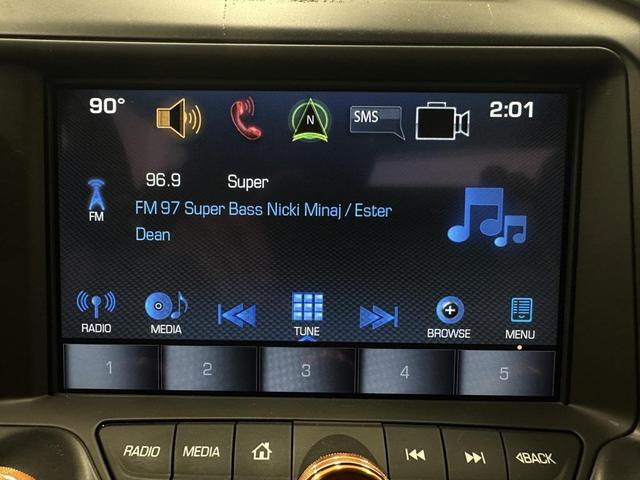 90°
N
SMS
2:01
96.9 Super
FM
FM 97 Super Bass Nicki Minaj / Ester
Dean
RADIO
MEDIA
TUNE
BROWSE
MENU
1
2
3
4
5
RADIO
MEDIA
BACK